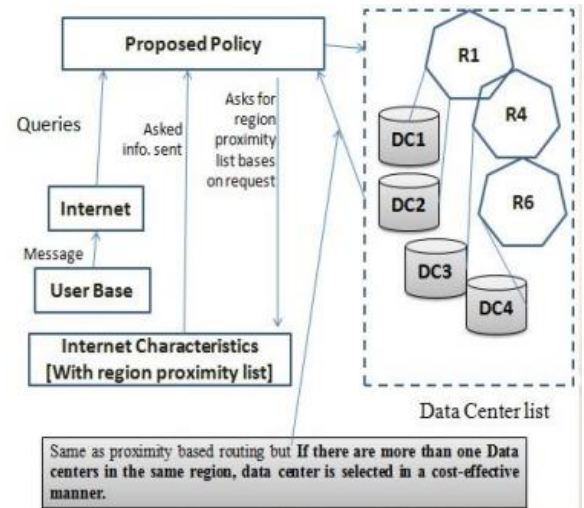 Proposed Policy
Queries
Asked
info. sent
Asks for
region
proximity
list bases
on request
Internet
Message
User Base
Internet Characteristics
[With region proximity list]
R1
R4
R6
DC1
DC2
DC3
DC4
Data Center list
Same as proximity based routing but If there are more than one Data
centers in the same region, data center is selected in a cost-effective
manner.